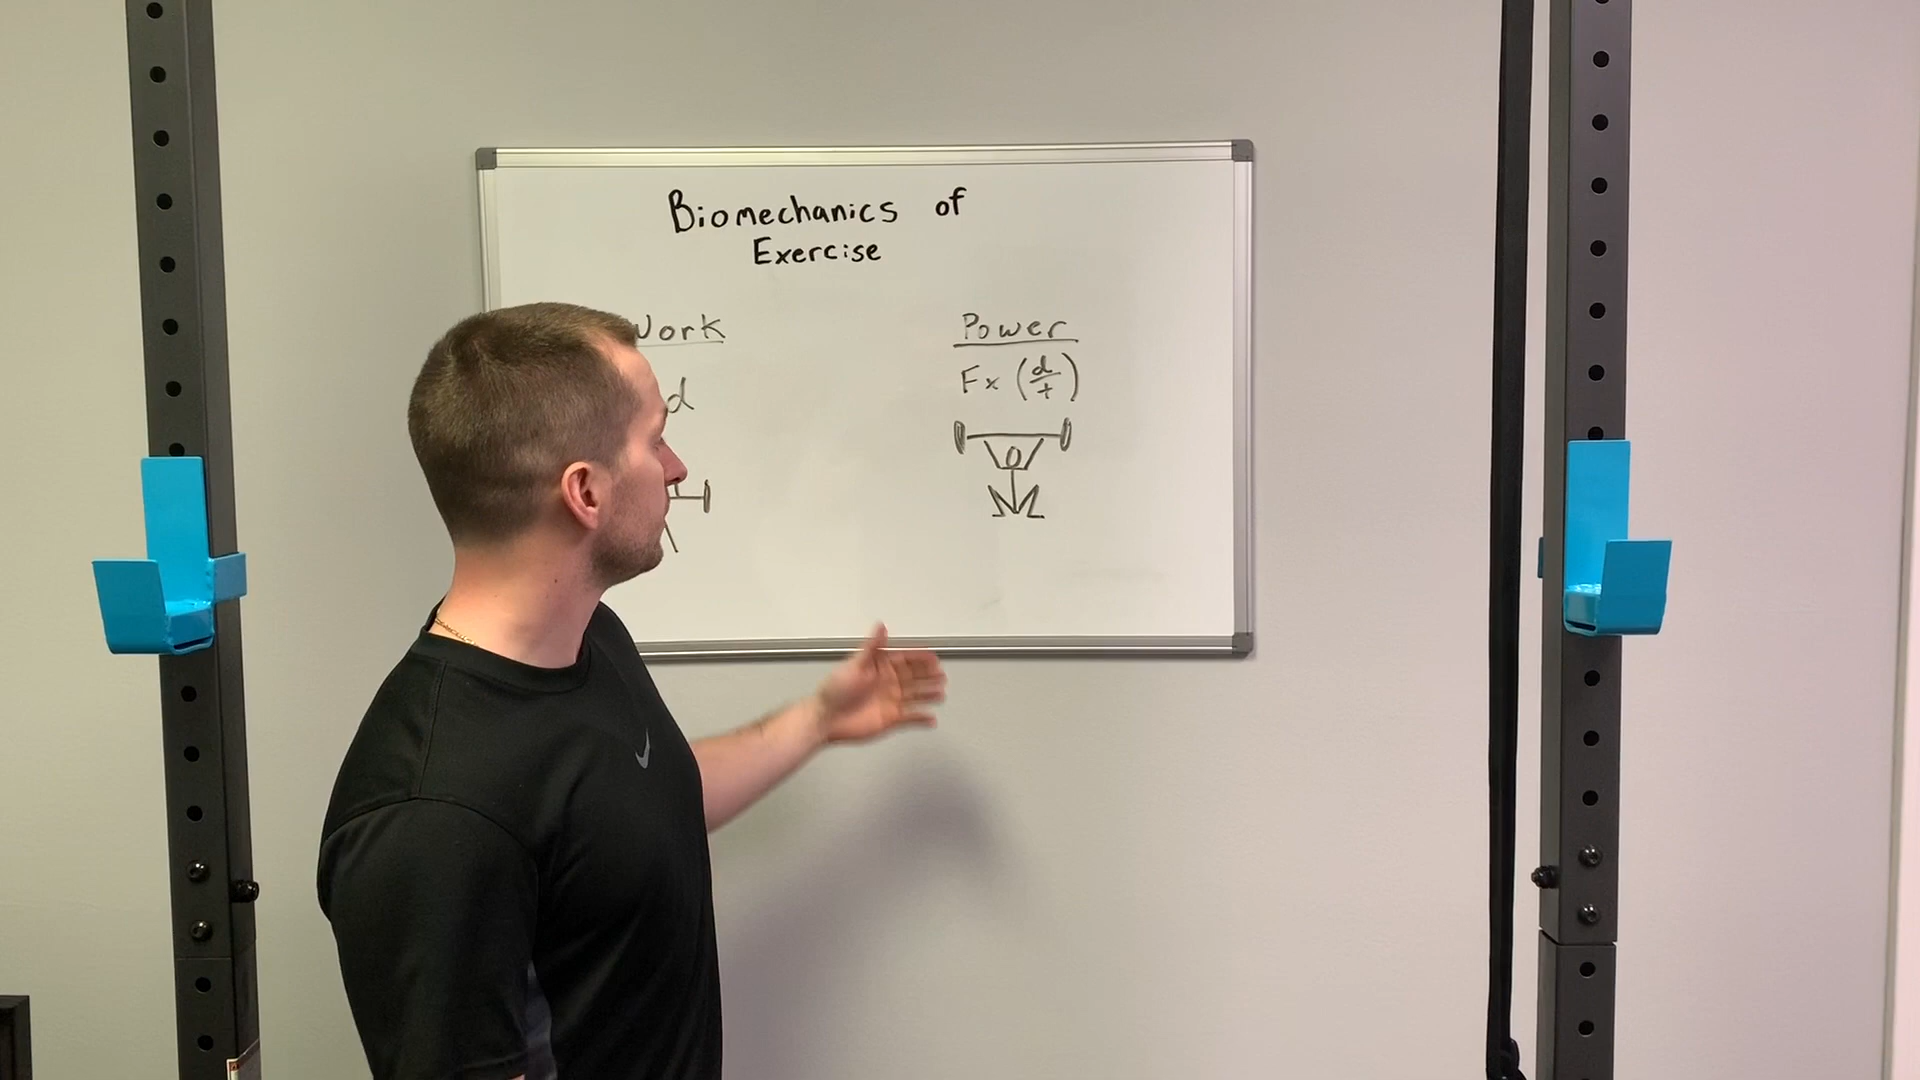 Biomechanics of
Exercise
Work
d
Power
F x (d/t)